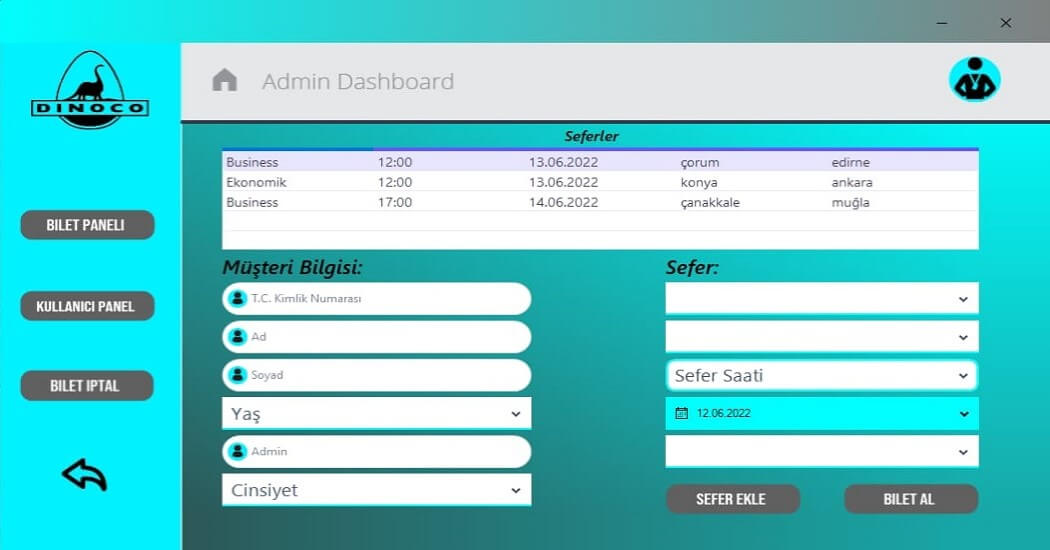 Admin Dashboard
DINOCO
Seferler
Business 12:00 13.06.2022 çorum edirne
Ekonomik 12:00 13.06.2022 konya ankara
Business 17:00 14.06.2022 çanakkale muğla
BILET PANELI
KULLANICI PANEL
BILET IPTAL
Müşteri Bilgisi:
T.C. Kimlik Numarası
Ad
Soyad
Yaş
Admin
Cinsiyet
Sefer:
Sefer Saati
12.06.2022
SEFER EKLE
BILET AL